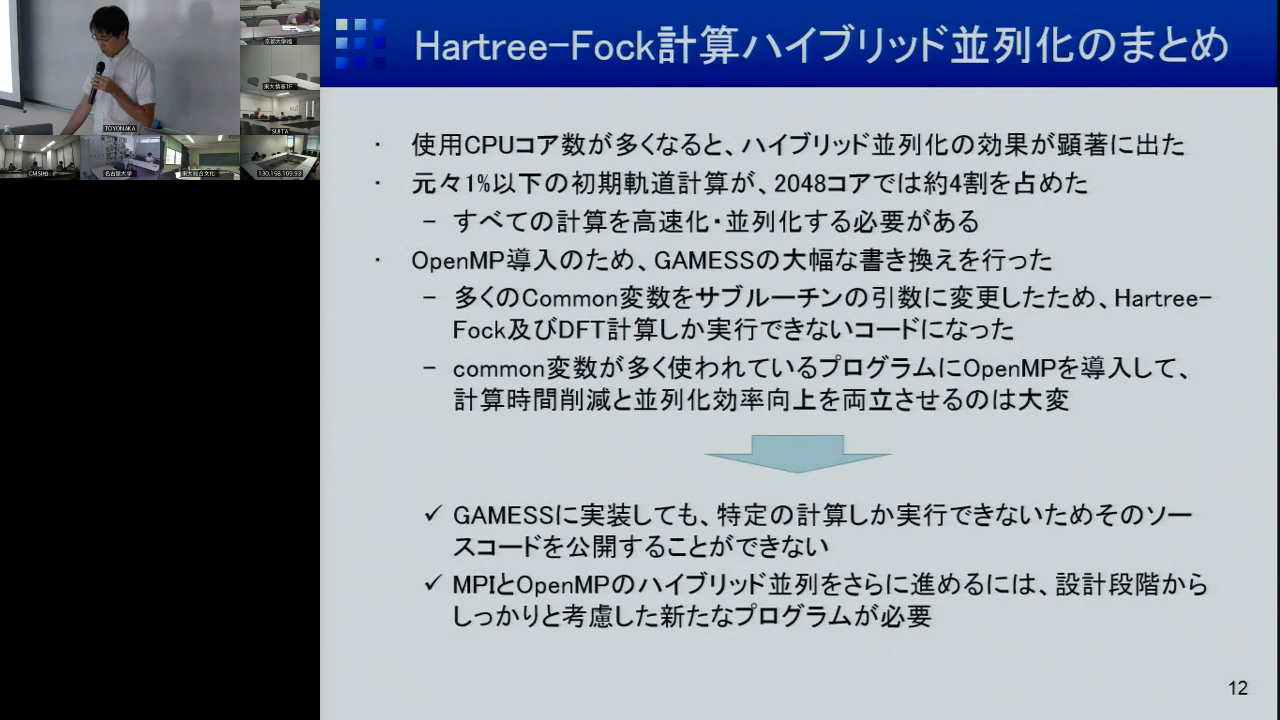 Hartree-Fock計算ハイブリッド並列化のまとめ
・ 使用CPUコア数が多くなると、ハイブリッド並列化の効果が顕著に出た
・ 元々1%以下の初期軌道計算が、2048コアでは約4割を占めた
– すべての計算を高速化・並列化する必要がある
・ OpenMP導入のため、GAMESSの大幅な書き換えを行った
– 多くのCommon変数をサブルーチンの引数に変更したため、Hartree-
Fock及びDFT計算しか実行できないコードになった
– common変数が多く使われているプログラムにOpenMPを導入して、
計算時間削減と並列化効率向上を両立させるのは大変
✓ GAMESSに実装しても、特定の計算しか実行できないためそのソー
スコードを公開することができない
✓ MPIとOpenMPのハイブリッド並列をさらに進めるには、設計段階から
しっかりと考慮した新たなプログラムが必要
12
TOYONAKA
SUITA
CMSI柏
名古屋大学
東大総合文化
130.158.109.93